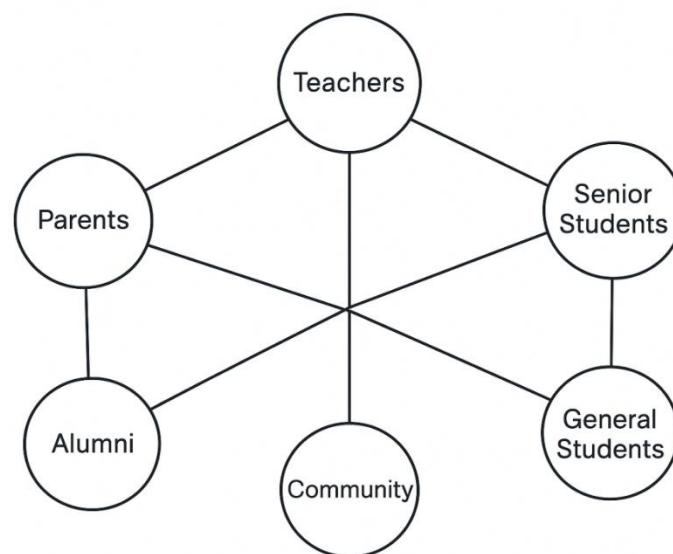 Teachers
Parents
Senior
Students
Alumni
General
Students
Community